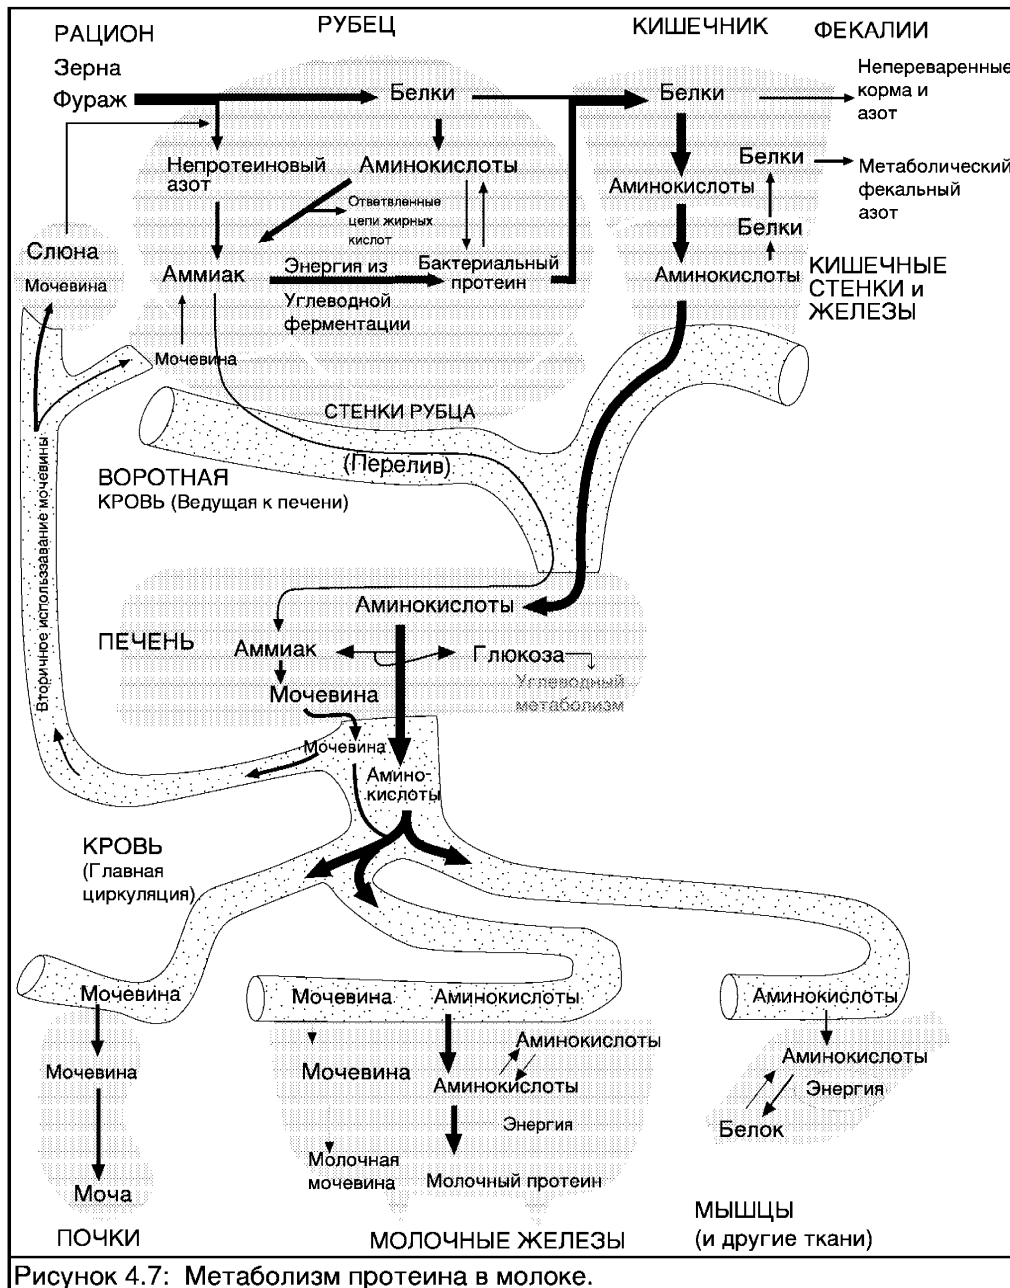 РАЦИОН
РУБЕЦ
КИШЕЧНИК
ФЕКАЛИИ
Зерна
Фураж
Белки
Белки
Непереваренные
корма и
азот
Непротеиновый
азот
Аминокислоты
Ответвленные
цепи жирных
кислот
Аминокислоты
Белки
Метаболический
фекальный
азот
Белки
Слюна
Мочевина
Аммиак
Энергия из
Углеводной
ферментации
Бактериальный
протеин
Аминокислоты
КИШЕЧНЫЕ
СТЕНКИ и
ЖЕЛЕЗЫ
Мочевина
СТЕНКИ РУБЦА
(Перелив)
ВОРОТНАЯ
КРОВЬ (Ведущая к печени)
Вторичное использзавание мочевины
ПЕЧЕНЬ
Аминокислоты
Аммиак
Глюкоза
Углеводный
метаболизм
Мочевина
Мочевина
Амино-
кислоты
КРОВЬ
(Главная
циркуляция)
Мочевина
Мочевина
Аминокислоты
Аминокислоты
Мочевина
Мочевина
Аминокислоты
Аминокислоты
Аминокислоты
Энергия
Белок
Энергия
Моча
Молочная
мочевина
Молочный протеин
ПОЧКИ
МОЛОЧНЫЕ ЖЕЛЕЗЫ
МЫШЦЫ
(и другие ткани)
Рисунок 4.7: Метаболизм протеина в молоке.